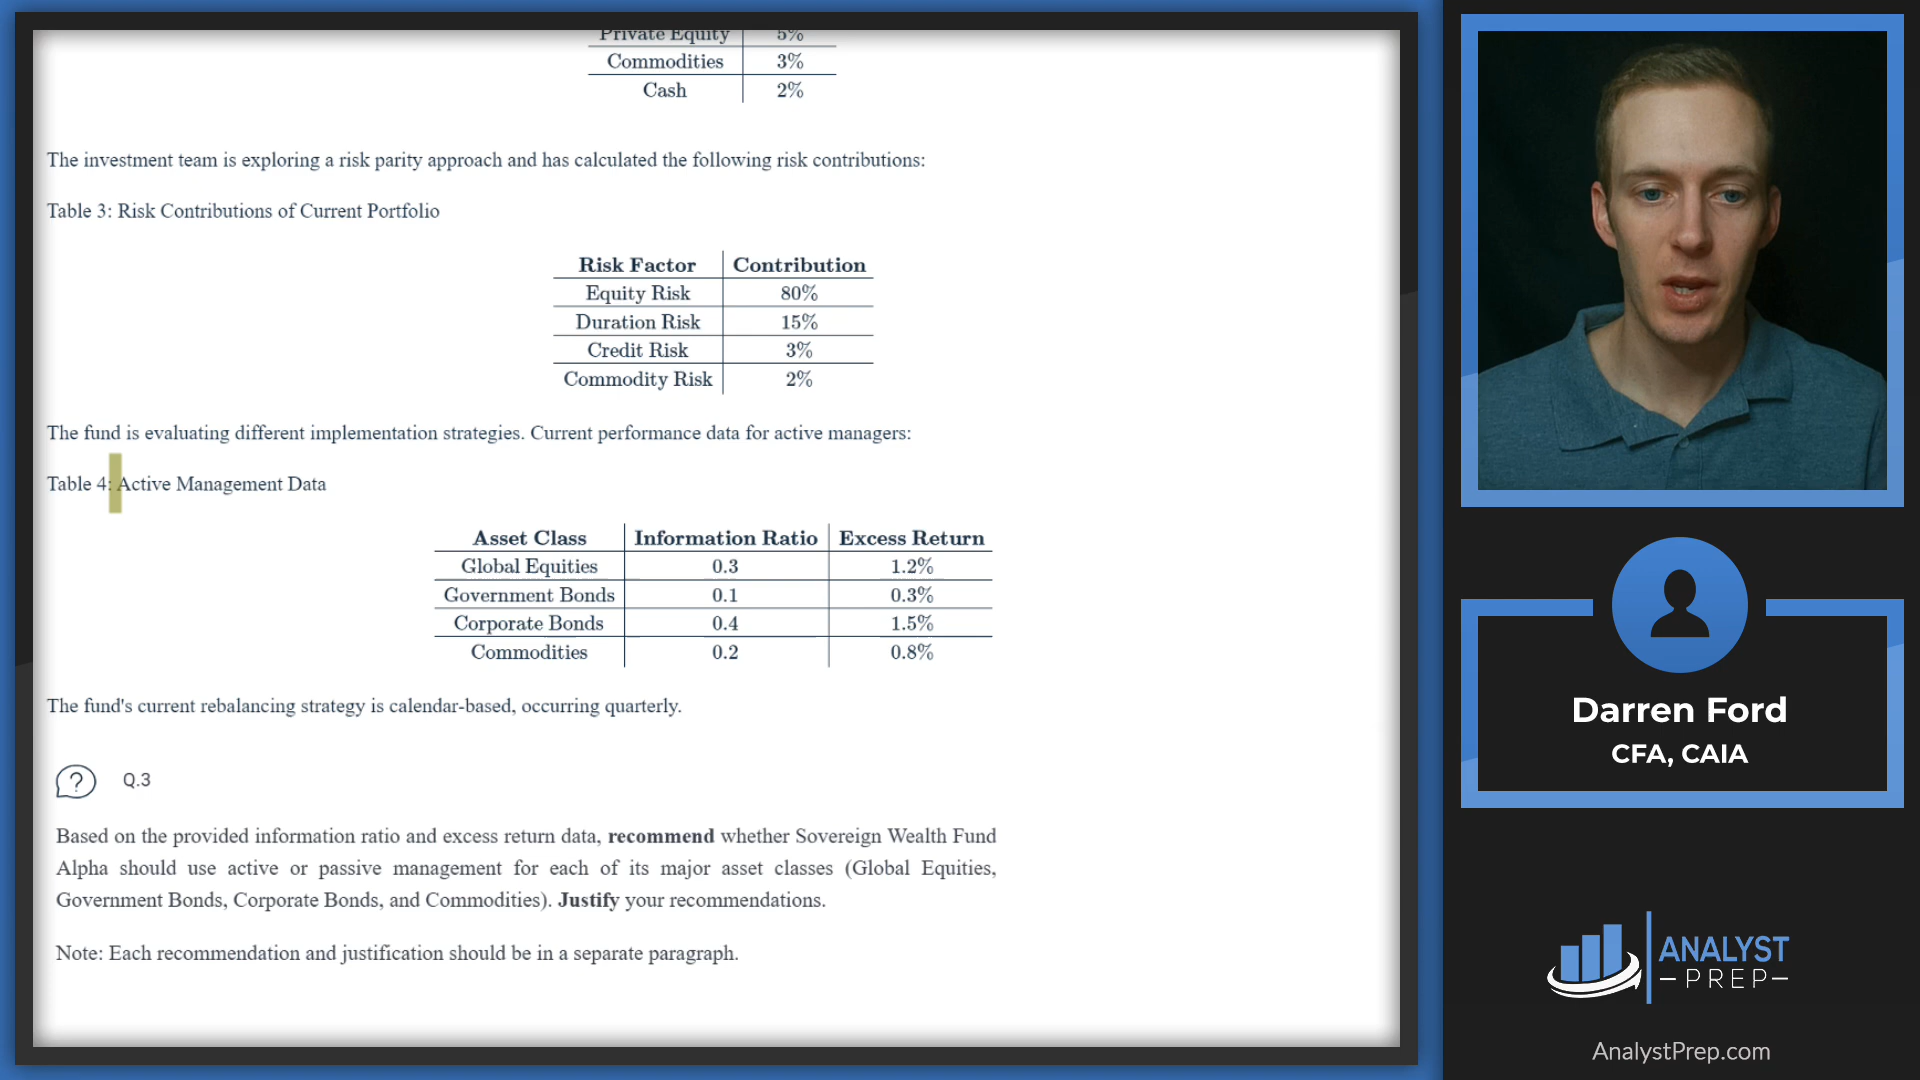 Private Equity 5%
Commodities 3%
Cash 2%
The investment team is exploring a risk parity approach and has calculated the following risk contributions:
Table 3: Risk Contributions of Current Portfolio
Risk Factor Contribution
Equity Risk 80%
Duration Risk 15%
Credit Risk 3%
Commodity Risk 2%
The fund is evaluating different implementation strategies. Current performance data for active managers:
Table 4: Active Management Data
Asset Class Information Ratio Excess Return
Global Equities 0.3 1.2%
Government Bonds 0.1 0.3%
Corporate Bonds 0.4 1.5%
Commodities 0.2 0.8%
The fund's current rebalancing strategy is calendar-based, occurring quarterly.
? Q.3
Based on the provided information ratio and excess return data, recommend whether Sovereign Wealth Fund
Alpha should use active or passive management for each of its major asset classes (Global Equities,
Government Bonds, Corporate Bonds, and Commodities). Justify your recommendations.
Note: Each recommendation and justification should be in a separate paragraph.
Darren Ford
CFA, CAIA
ANALYST
PREP
AnalystPrep.com